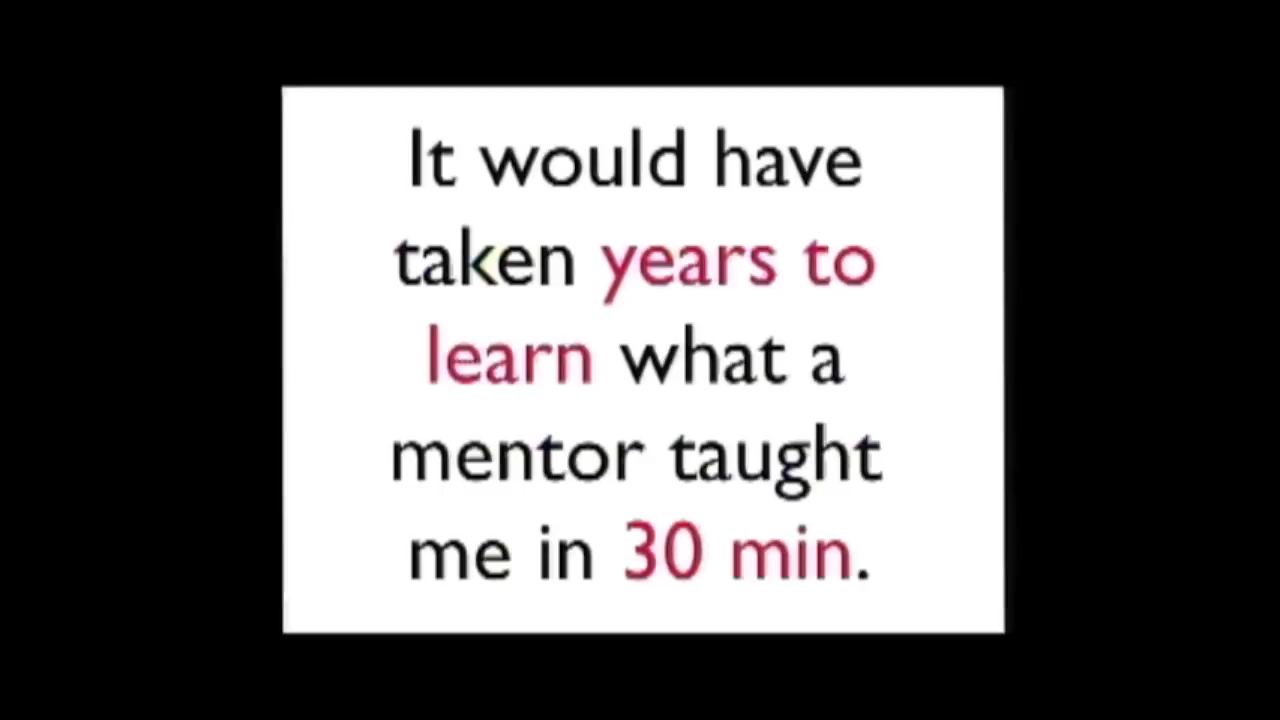 It would have
taken years to
learn what a
mentor taught
me in 30 min.